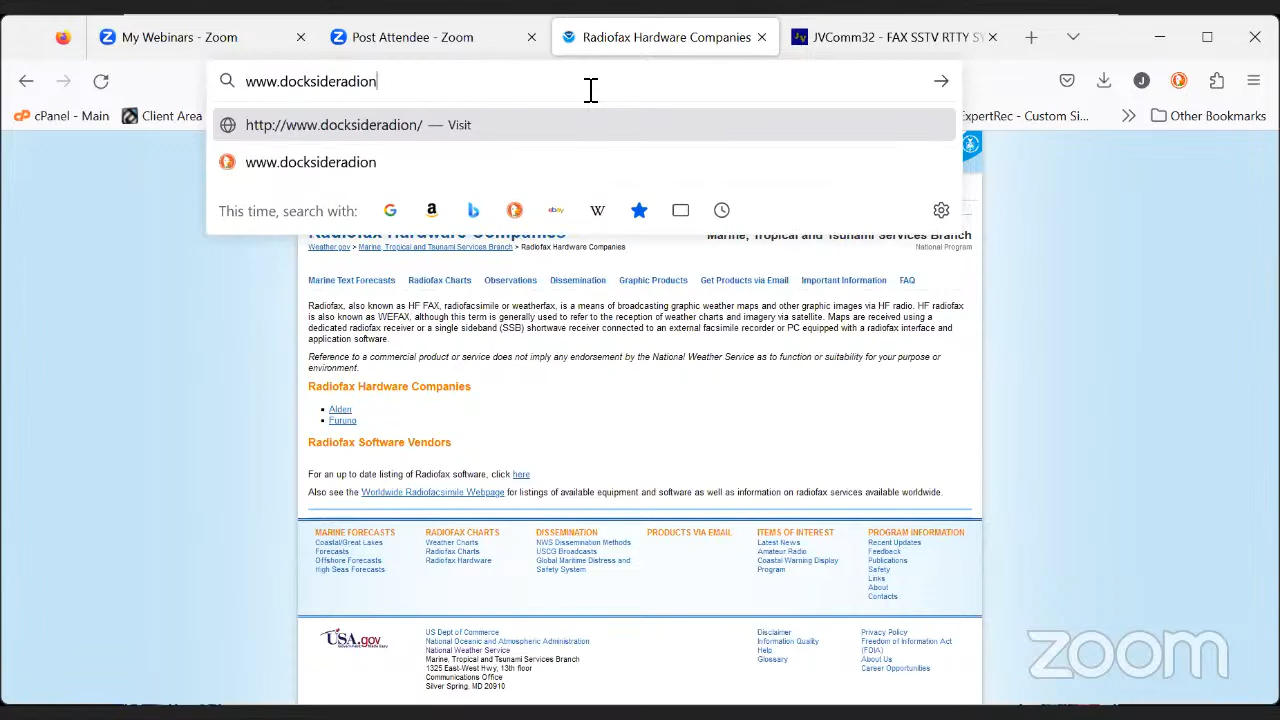 My Webinars - Zoom
Post Attendee - Zoom
Radiofax Hardware Companies
JVComm32 - FAX SSTV RTTY SY
www.docksideradion
cPanel - Main
Client Area
ExpertRec - Custom Si...
Other Bookmarks
http://www.docksideradion/ — Visit
www.docksideradion
This time, search with:
Radiofax Hardware Companies
Marine, Tropical and Tsunami Services Branch
Weather.gov > Marine, Tropical and Tsunami Services Branch > Radiofax Hardware Companies
National Program
Marine Text Forecasts Radiofax Charts Observations Dissemination Graphic Products Get Products via Email Important Information FAQ
Radiofax, also known as HF FAX, radiofacsimile or weatherfax, is a means of broadcasting graphic weather maps and other graphic images via HF radio. HF radiofax
is also known as WEFAX, although this term is generally used to refer to the reception of weather charts and imagery via satellite. Maps are received using a
dedicated radiofax receiver or a single sideband (SSB) shortwave receiver connected to an external facsimile recorder or PC equipped with a radiofax interface and
application software.
Reference to a commercial product or service does not imply any endorsement by the National Weather Service as to function or suitability for your purpose or
environment.
Radiofax Hardware Companies
Alden
Furuno
Radiofax Software Vendors
For an up to date listing of Radiofax software, click here
Also see the Worldwide Radiofacsimile Webpage for listings of available equipment and software as well as information on radiofax services available worldwide.
MARINE FORECASTS
Coastal/Great Lakes
Forecasts
Offshore Forecasts
High Seas Forecasts
RADIOFAX CHARTS
Weather Charts
Radiofax Charts
Radiofax Hardware
DISSEMINATION
NWS Dissemination Methods
USCG Broadcasts
Global Maritime Distress and
Safety System
PRODUCTS VIA EMAIL
ITEMS OF INTEREST
Latest News
Amateur Radio
Coastal Warning Display
Program
PROGRAM INFORMATION
Recent Updates
Feedback
Publications
Safety
Links
About
Contacts
USA.gov
US Dept of Commerce
National Oceanic and Atmospheric Administration
National Weather Service
Marine, Tropical and Tsunami Services Branch
1325 East-West Hwy, 13th floor
Communications Office
Silver Spring, MD 20910
Disclaimer
Information Quality
Help
Glossary
Privacy Policy
Freedom of Information Act
(FOIA)
About Us
Career Opportunities
zoom